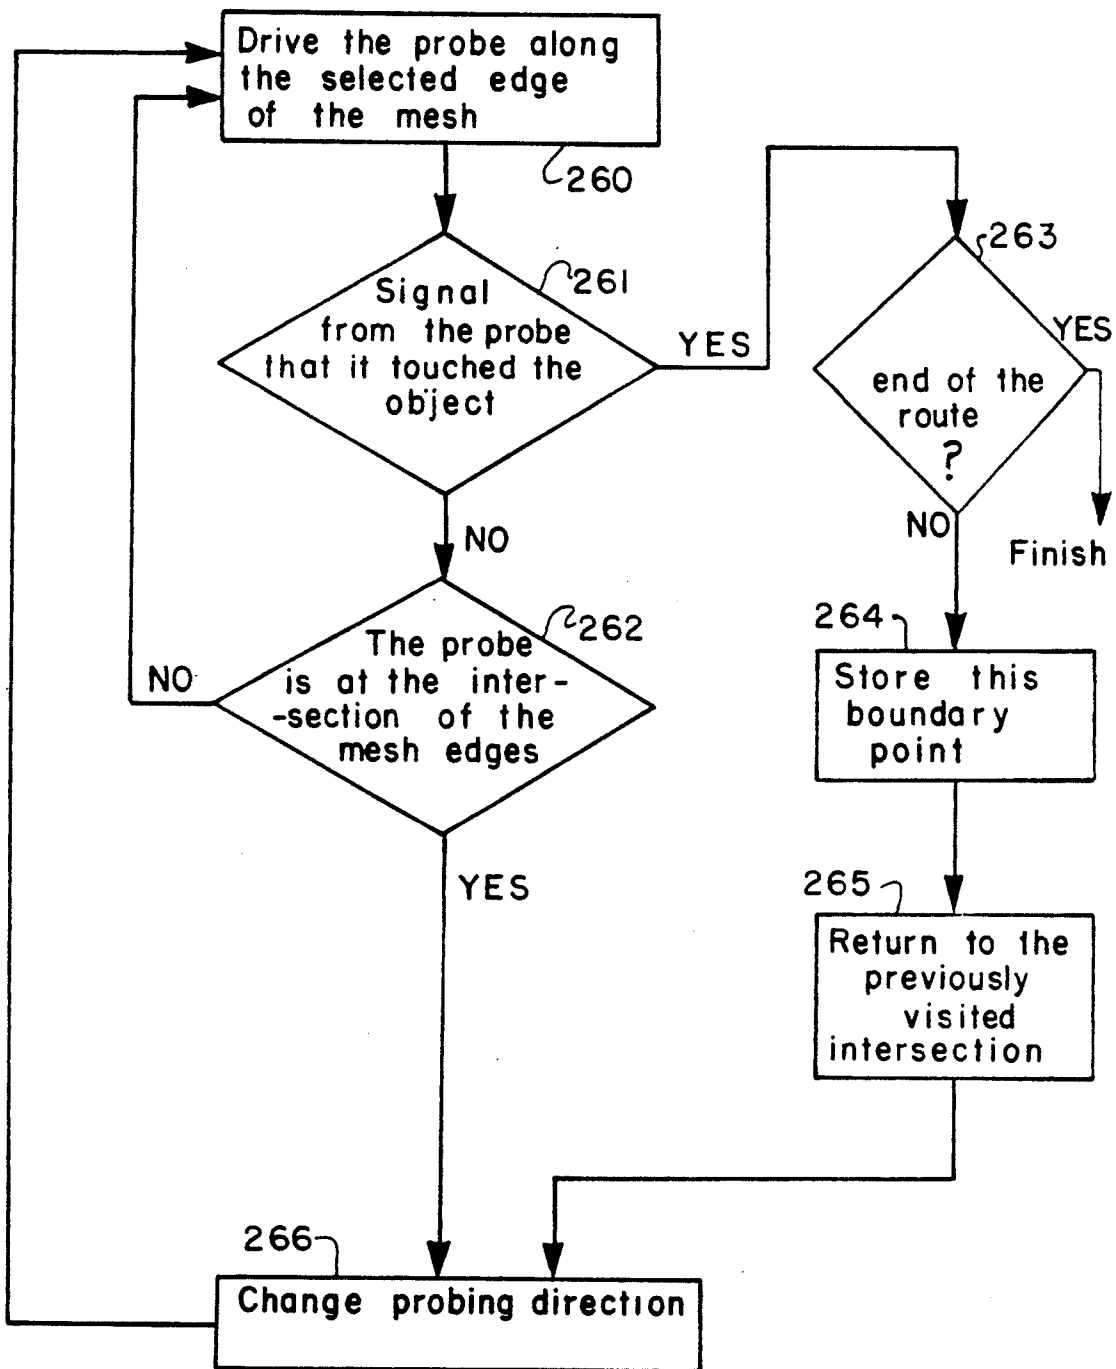 Drive the probe along
the selected edge
of the mesh
260
Signal
from the probe
that it touched the
object
261
YES
NO
The probe
is at the inter-
-section of the
mesh edges
262
NO
YES
263
end of the
route
?
YES
Finish
NO
264
Store this
boundary
point
265
Return to the
previously
visited
intersection
266
Change probing direction